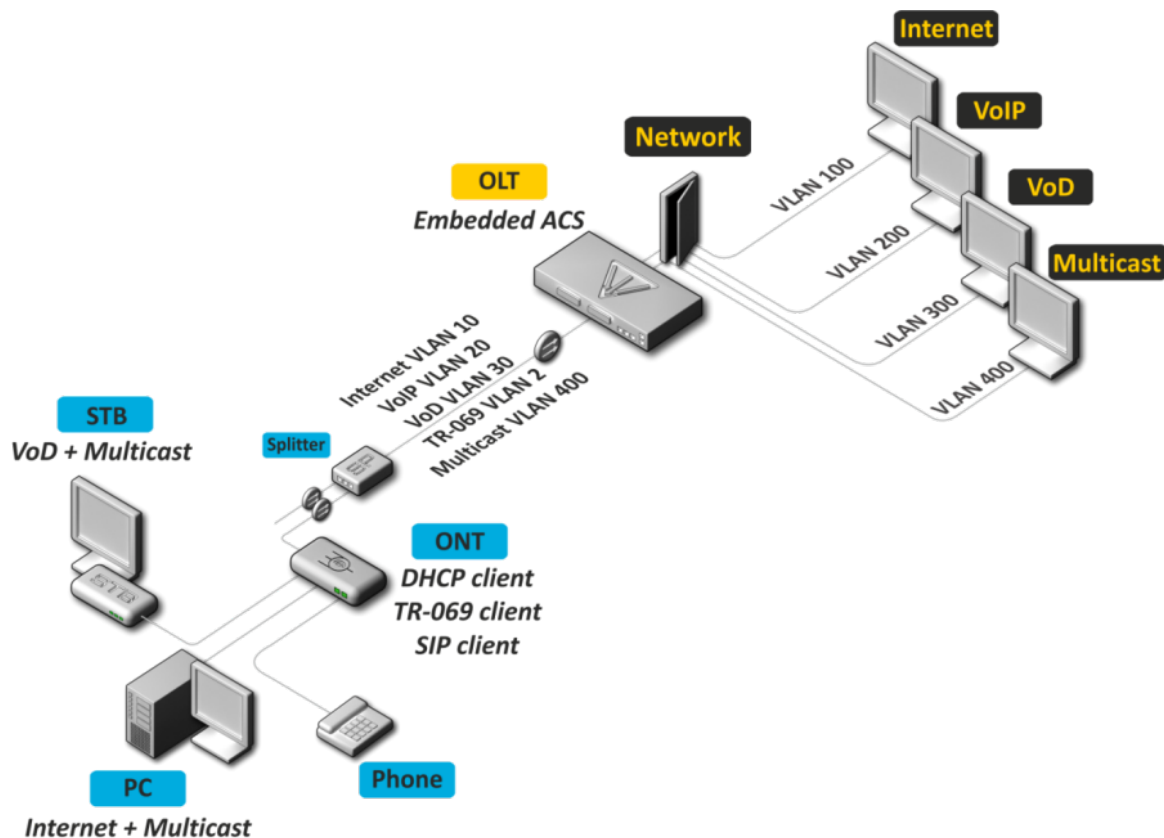 Internet
VoIP
Network
VoD
OLT
Embedded ACS
Multicast
VLAN 100
VLAN 200
VLAN 300
VLAN 400
Internet VLAN 10
VoIP VLAN 20
VoD VLAN 30
TR-069 VLAN 2
Multicast VLAN 400
STB
VoD + Multicast
Splitter
STB
ONT
DHCP client
TR-069 client
SIP client
PC
Internet + Multicast
Phone